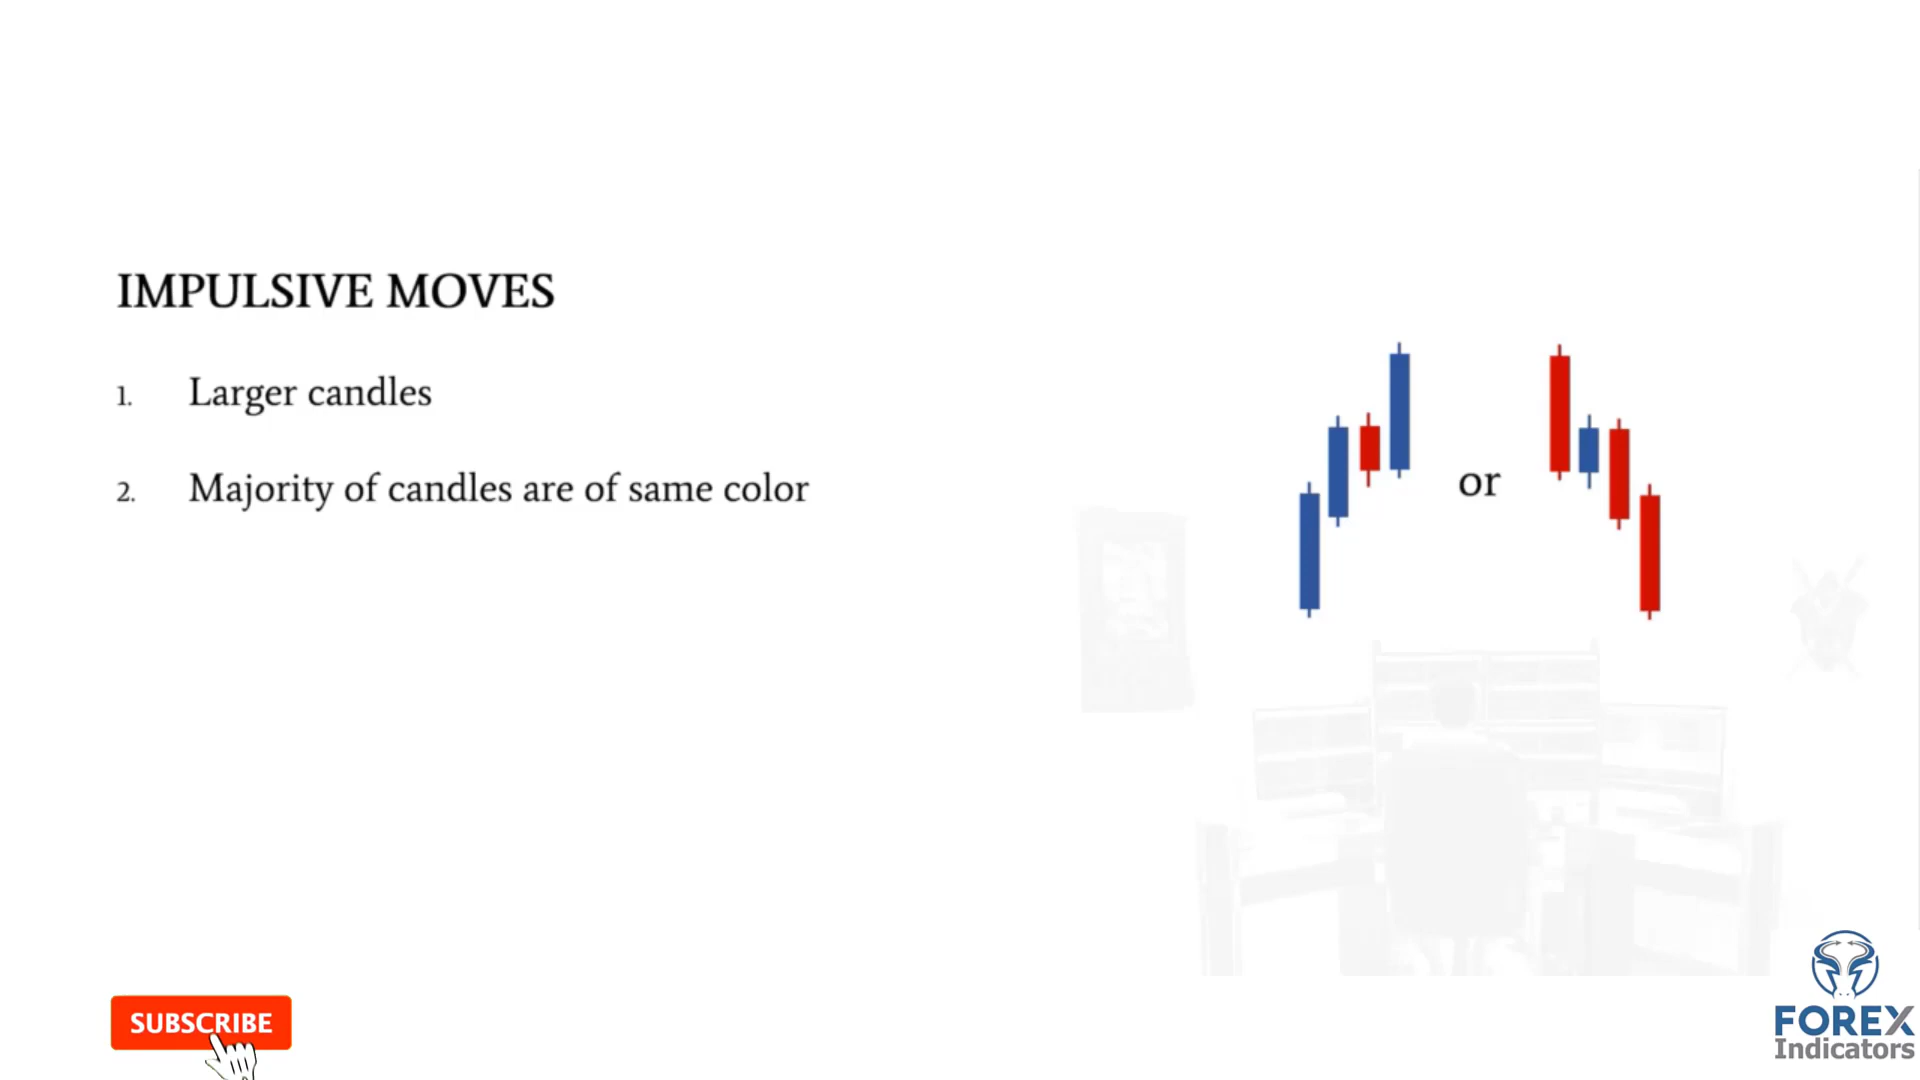 IMPULSIVE MOVES
1. Larger candles
2. Majority of candles are of same color
or
SUBSCRIBE
FOREX
Indicators